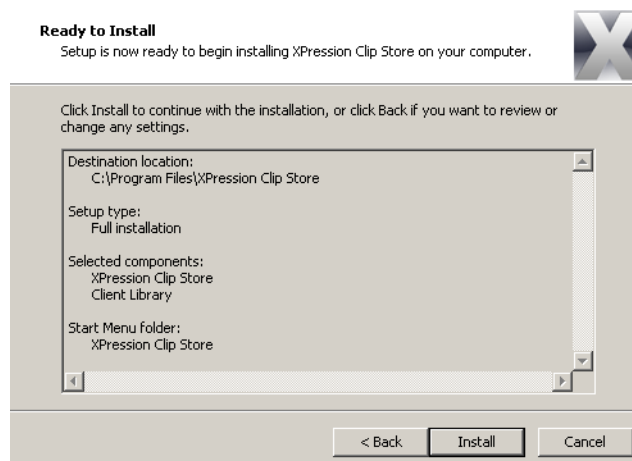 Ready to Install
Setup is now ready to begin installing XPression Clip Store on your computer.
Click Install to continue with the installation, or click Back if you want to review or
change any settings.
Destination location:
C:\Program Files\XPression Clip Store
Setup type:
Full installation
Selected components:
XPression Clip Store
Client Library
Start Menu folder:
XPression Clip Store
< Back
Install
Cancel